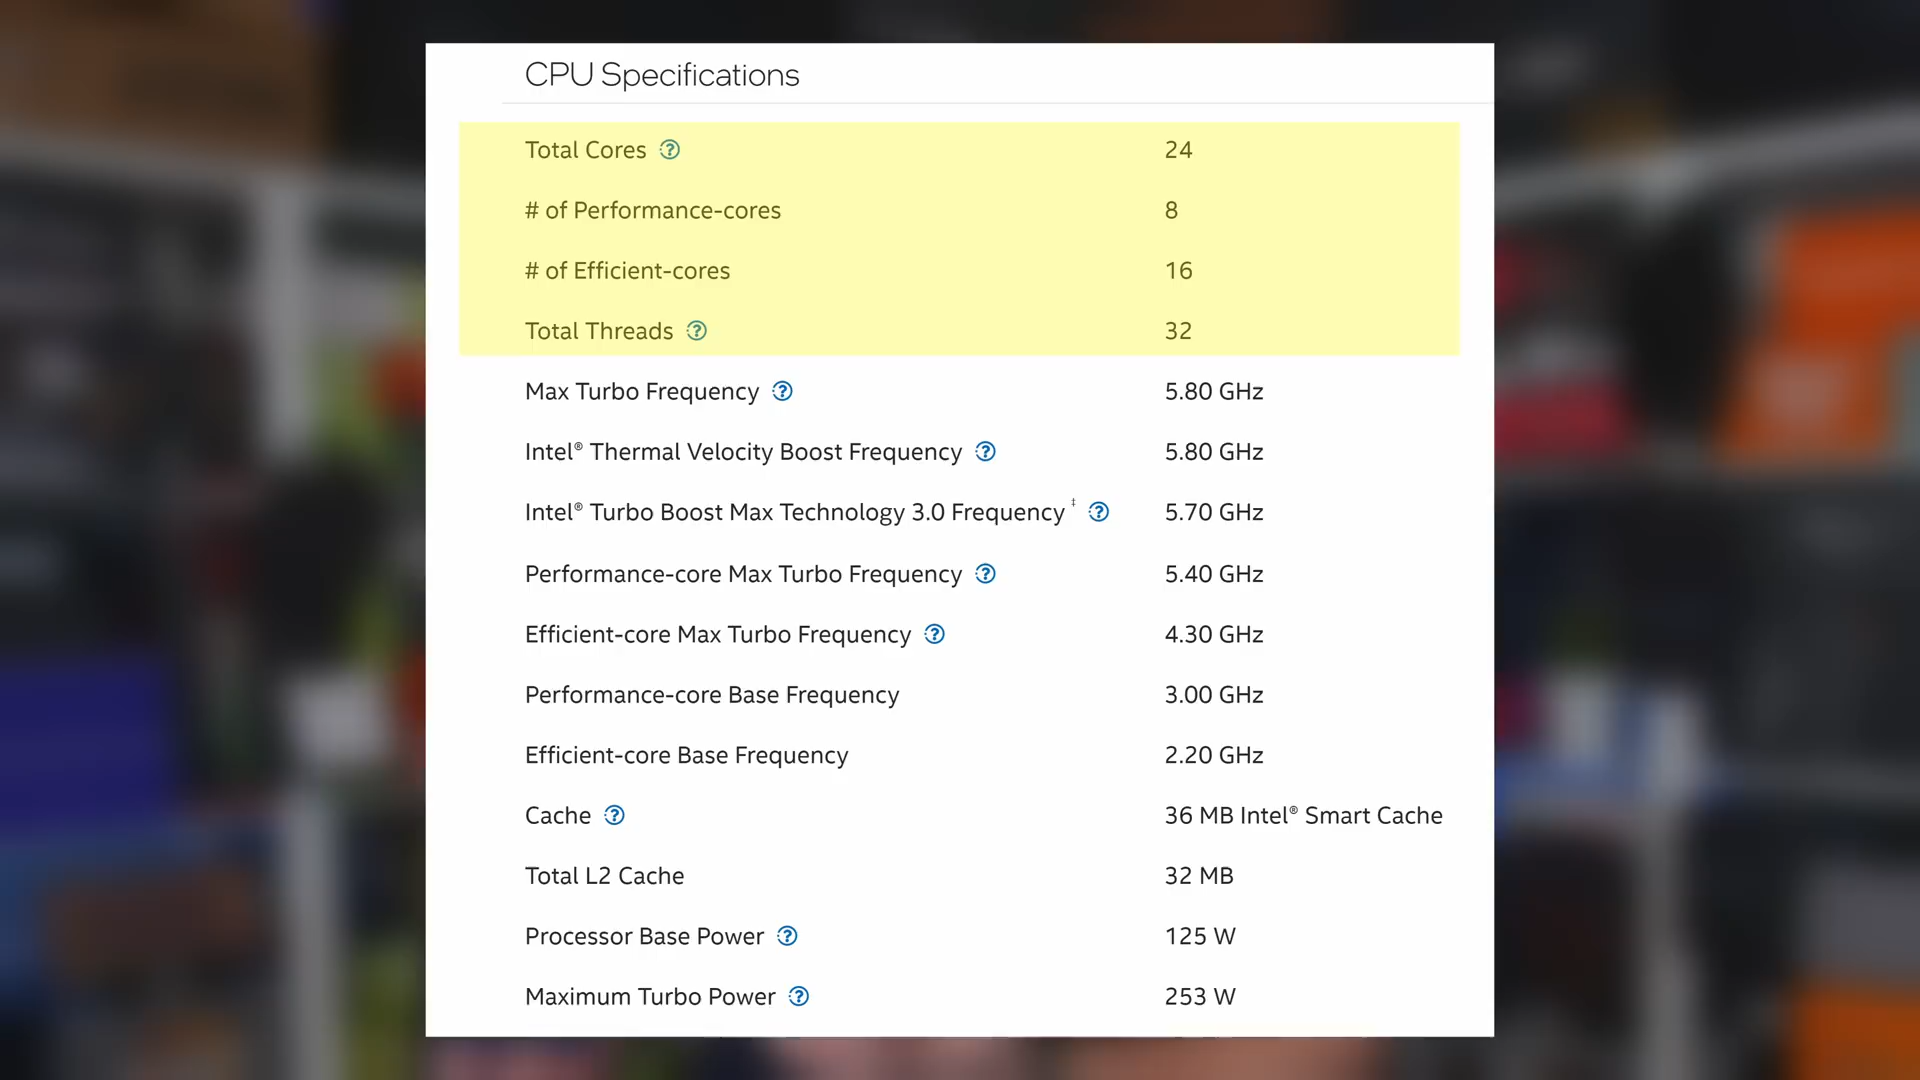 CPU Specifications
Total Cores ? 24
# of Performance-cores 8
# of Efficient-cores 16
Total Threads ? 32
Max Turbo Frequency ? 5.80 GHz
Intel® Thermal Velocity Boost Frequency ? 5.80 GHz
Intel® Turbo Boost Max Technology 3.0 Frequency ‡ ? 5.70 GHz
Performance-core Max Turbo Frequency ? 5.40 GHz
Efficient-core Max Turbo Frequency ? 4.30 GHz
Performance-core Base Frequency 3.00 GHz
Efficient-core Base Frequency 2.20 GHz
Cache ? 36 MB Intel® Smart Cache
Total L2 Cache 32 MB
Processor Base Power ? 125 W
Maximum Turbo Power ? 253 W